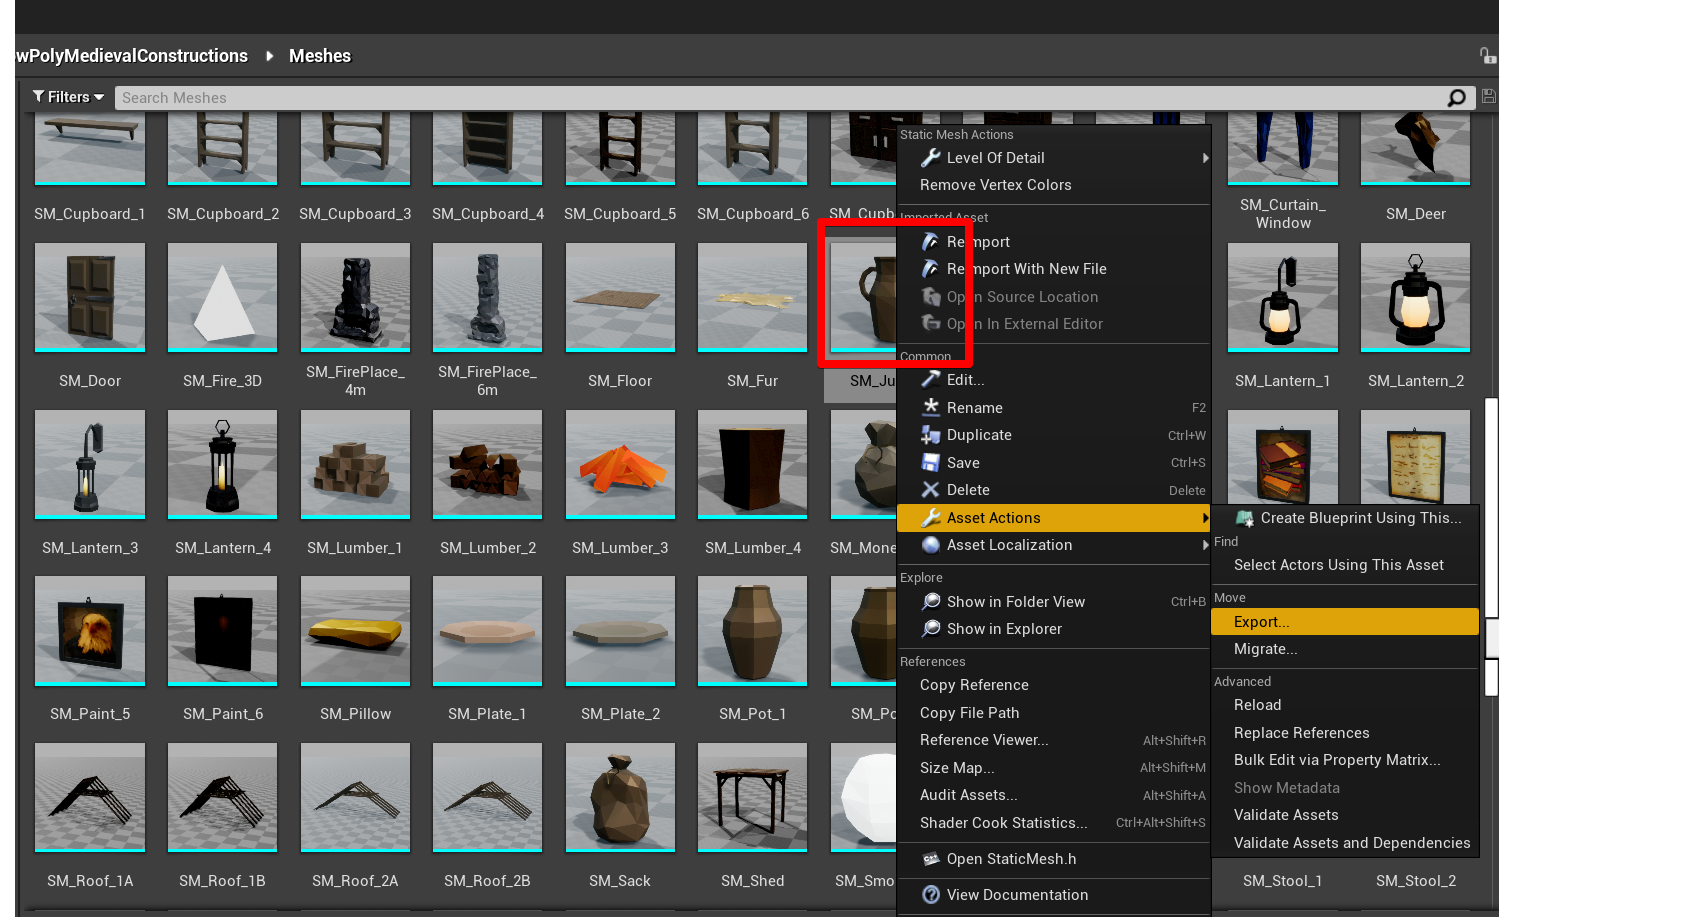 wPolyMedievalConstructions Meshes
Filters Search Meshes
SM_Cupboard_1 SM_Cupboard_2 SM_Cupboard_3 SM_Cupboard_4 SM_Cupboard_5 SM_Cupboard_6 SM_Cupb SM_Curtain_ SM_Deer
Window
SM_Door SM_Fire_3D SM_FirePlace_ SM_FirePlace_ SM_Floor SM_Fur SM_Ju SM_Lantern_1 SM_Lantern_2
4m 6m
SM_Lantern_3 SM_Lantern_4 SM_Lumber_1 SM_Lumber_2 SM_Lumber_3 SM_Lumber_4 SM_Mone
SM_Paint_5 SM_Paint_6 SM_Pillow SM_Plate_1 SM_Plate_2 SM_Pot_1 SM_Po
SM_Roof_1A SM_Roof_1B SM_Roof_2A SM_Roof_2B SM_Sack SM_Shed SM_Smo SM_Stool_1 SM_Stool_2
Static Mesh Actions
Level Of Detail
Remove Vertex Colors
Imported Asset
Reimport
Reimport With New File
Open Source Location
Open In External Editor
Common
Edit...
Rename F2
Duplicate Ctrl+W
Save Ctrl+S
Delete Delete
Asset Actions
Asset Localization
Explore
Show in Folder View Ctrl+B
Show in Explorer
References
Copy Reference
Copy File Path
Reference Viewer... Alt+Shift+R
Size Map... Alt+Shift+M
Audit Assets... Alt+Shift+A
Shader Cook Statistics... Ctrl+Alt+Shift+S
Open StaticMesh.h
View Documentation
Create Blueprint Using This...
Find
Select Actors Using This Asset
Move
Export...
Migrate...
Advanced
Reload
Replace References
Bulk Edit via Property Matrix...
Show Metadata
Validate Assets
Validate Assets and Dependencies